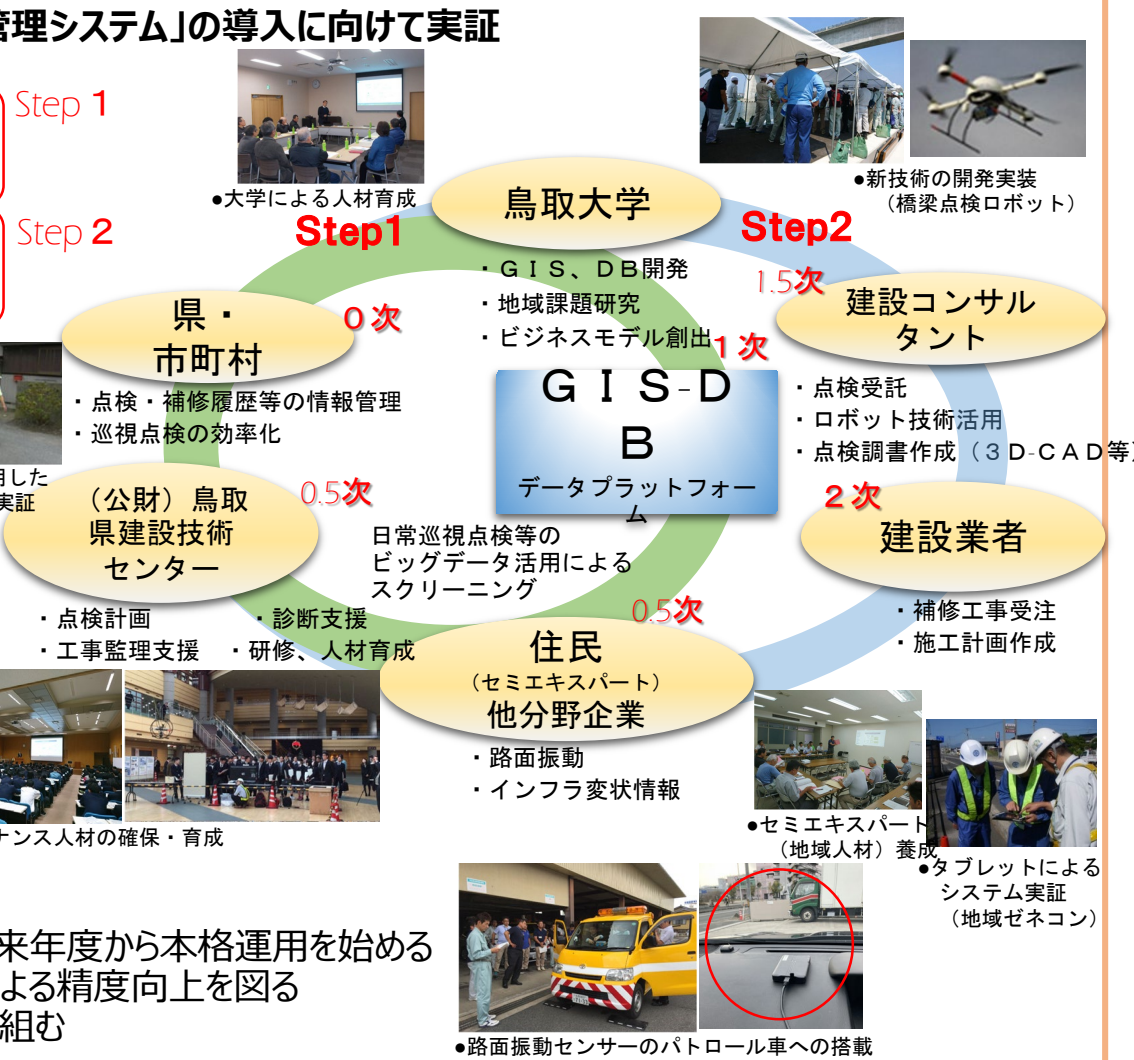 管理システム」の導入に向けて実証
Step 1
Step 2
●大学による人材育成
●新技術の開発実装
（橋梁点検ロボット）
Step1
鳥取大学
Step2
・ＧＩＳ、ＤＢ開発
・地域課題研究
・ビジネスモデル創出
1.5次
建設コンサル
タント
県・
市町村
０次
１次
ＧＩＳ-Ｄ
Ｂ
データプラットフォー
ム
・点検・補修履歴等の情報管理
・巡視点検の効率化
・点検受託
・ロボット技術活用
・点検調書作成（３Ｄ-ＣＡＤ等）
用した
実証
（公財）鳥取
県建設技術
センター
0.5次
２次
建設業者
日常巡視点検等の
ビッグデータ活用による
スクリーニング
・点検計画
・診断支援
・工事監理支援
・研修、人材育成
0.5次
住民
（セミエキスパート）
他分野企業
・補修工事受注
・施工計画作成
・路面振動
・インフラ変状情報
ナンス人材の確保・育成
●セミエキスパート
（地域人材）養成
●タブレットによる
システム実証
（地域ゼネコン）
来年度から本格運用を始める
よる精度向上を図る
組む
●路面振動センサーのパトロール車への搭載